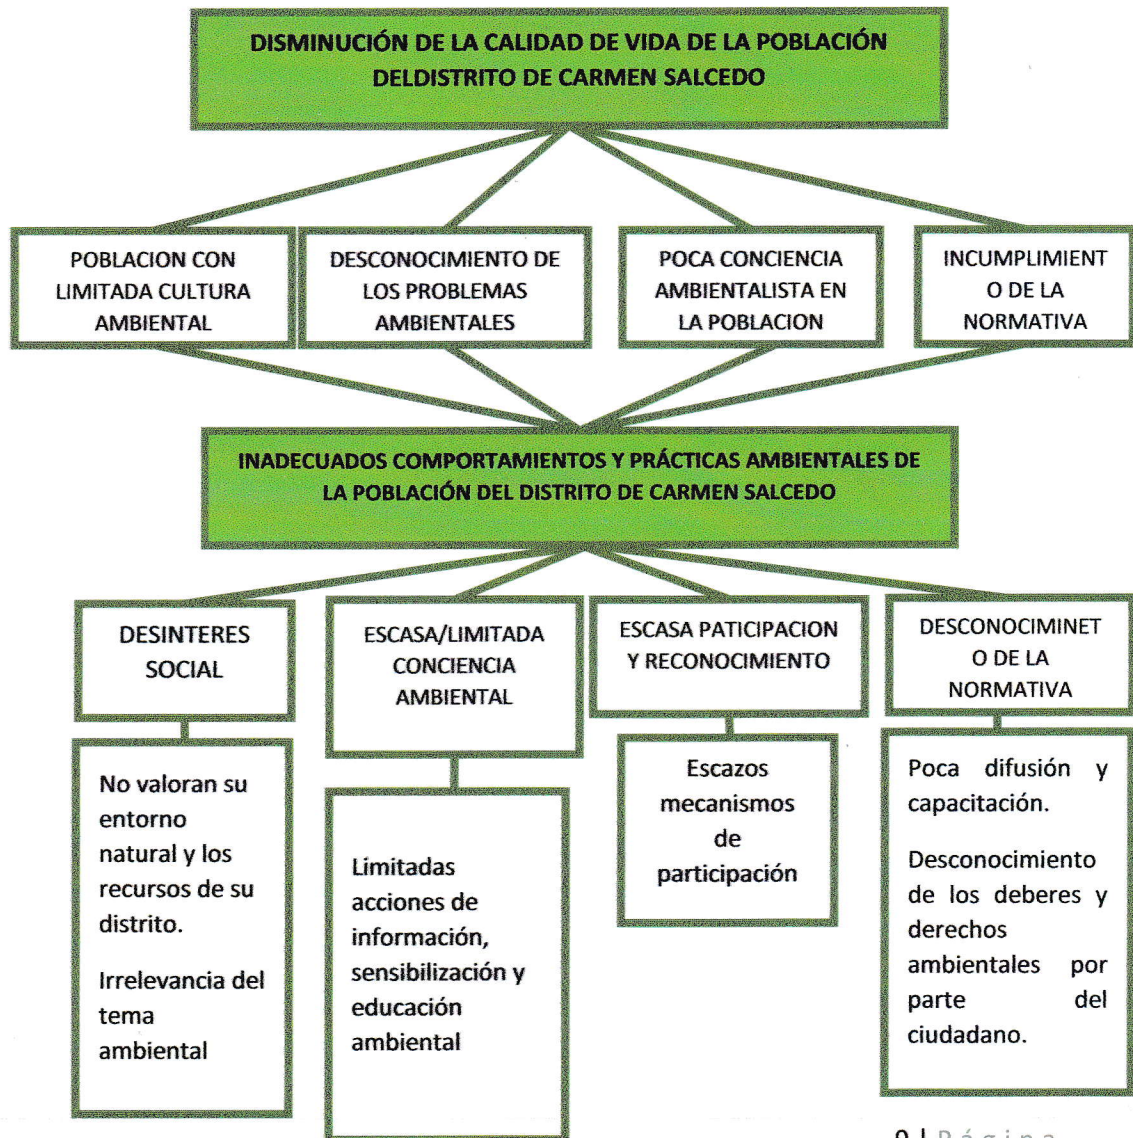 DISMINUCIÓN DE LA CALIDAD DE VIDA DE LA POBLACIÓN
DELDISTRITO DE CARMEN SALCEDO
POBLACION CON
LIMITADA CULTURA
AMBIENTAL
DESCONOCIMIENTO DE
LOS PROBLEMAS
AMBIENTALES
POCA CONCIENCIA
AMBIENTALISTA EN
LA POBLACION
INCUMPLIMIENT
O DE LA
NORMATIVA
INADECUADOS COMPORTAMIENTOS Y PRÁCTICAS AMBIENTALES DE
LA POBLACIÓN DEL DISTRITO DE CARMEN SALCEDO
DESINTERES
SOCIAL
ESCASA/LIMITADA
CONCIENCIA
AMBIENTAL
ESCASA PATICIPACION
Y RECONOCIMIENTO
DESCONOCIMINET
O DE LA
NORMATIVA
No valoran su
entorno
natural y los
recursos de su
distrito.
Irrelevancia del
tema
ambiental
Limitadas
acciones de
información,
sensibilización y
educación
ambiental
Escazos
mecanismos
de
participación
Poca difusión y
capacitación.
Desconocimiento
de los deberes y
derechos
ambientales por
parte del
ciudadano.
9 | Página